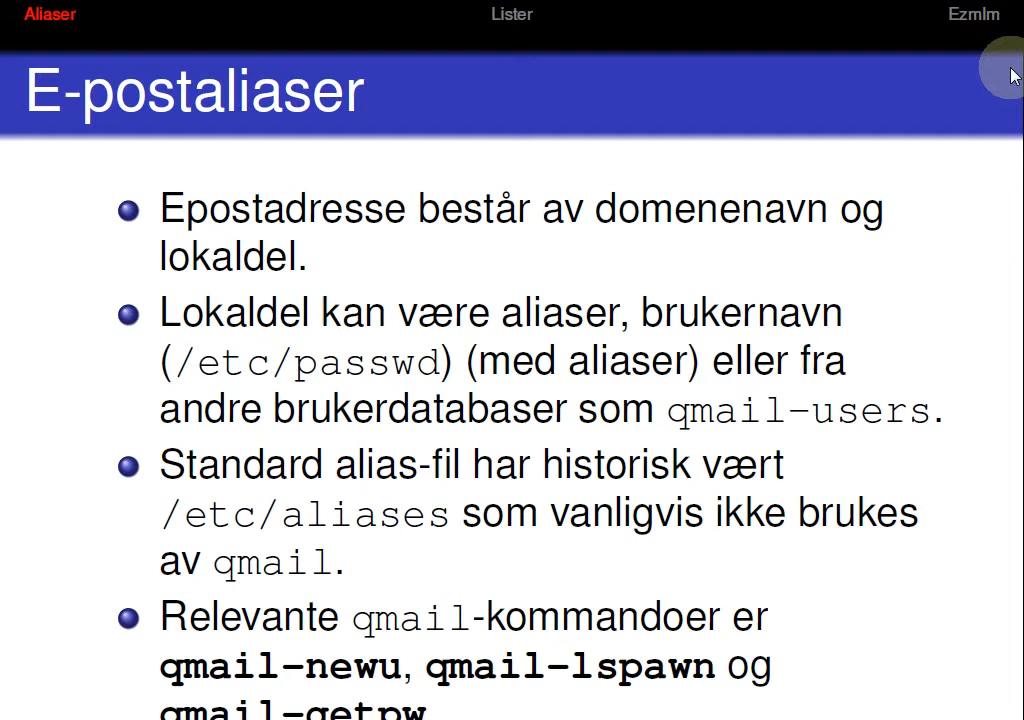 Aliaser Lister Ezmlm
E-postaliaser
Epostadresse består av domenenavn og
lokaldel.
Lokaldel kan være aliaser, brukernavn
(/etc/passwd) (med aliaser) eller fra
andre brukerdatabaser som qmail-users.
Standard alias-fil har historisk vært
/etc/aliases som vanligvis ikke brukes
av qmail.
Relevante qmail-kommandoer er
qmail-newu, qmail-lspawn og
qmail-getpw